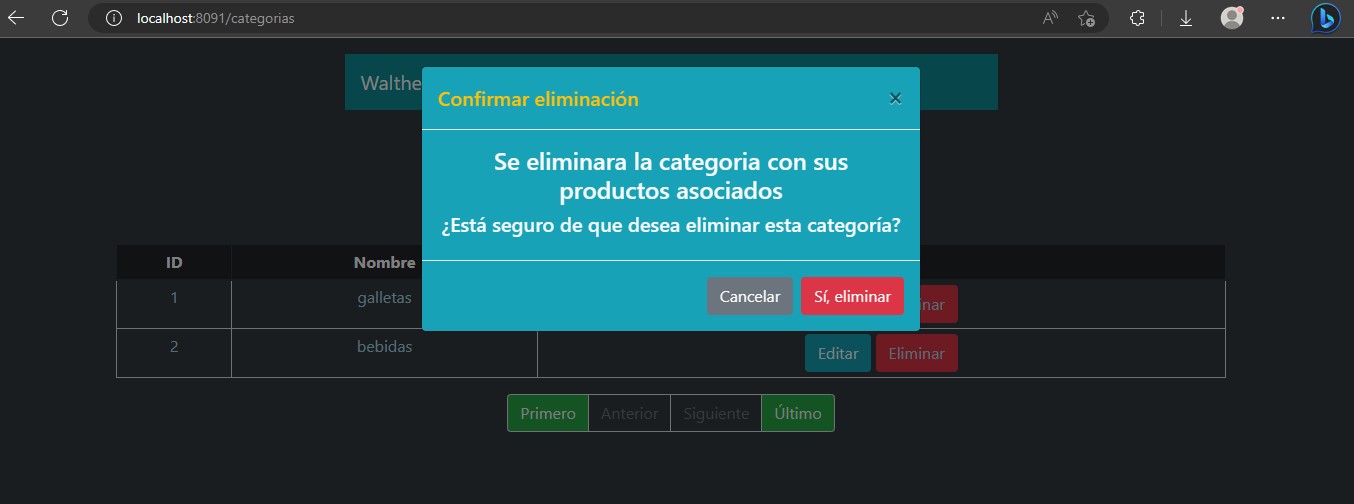 localhost:8091/categorias
Walthe
Confirmar eliminación ×
Se eliminara la categoria con sus
productos asociados
¿Está seguro de que desea eliminar esta categoría?
Cancelar Sí, eliminar
ID Nombre
1 galletas inar
2 bebidas Editar Eliminar
Primero Anterior Siguiente Último